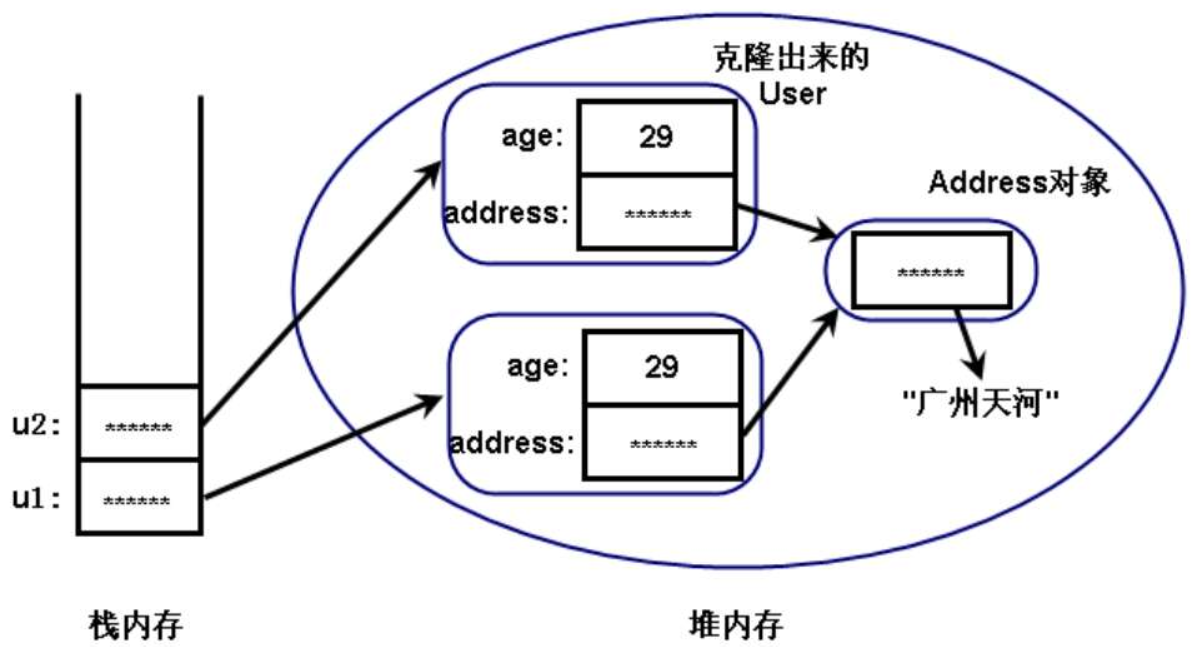 克隆出来的
User
age: 29
address: ******
Address对象
******
age: 29
address: ******
"广州天河"
u2: ******
u1: ******
栈内存
堆内存